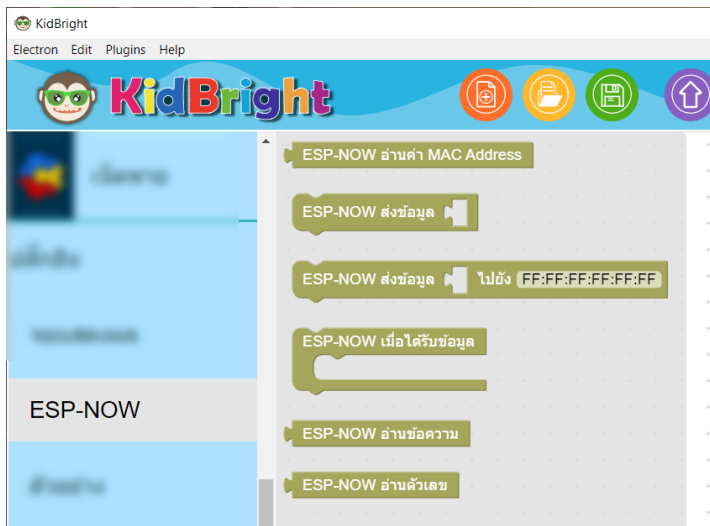 KidBright
Electron Edit Plugins Help
KidBright
ESP-NOW อ่านค่า MAC Address
ESP-NOW ส่งข้อมูล
ESP-NOW ส่งข้อมูล ไปยัง FF:FF:FF:FF:FF:FF
ESP-NOW เมื่อได้รับข้อมูล
ESP-NOW
ESP-NOW อ่านข้อความ
ESP-NOW อ่านตัวเลข